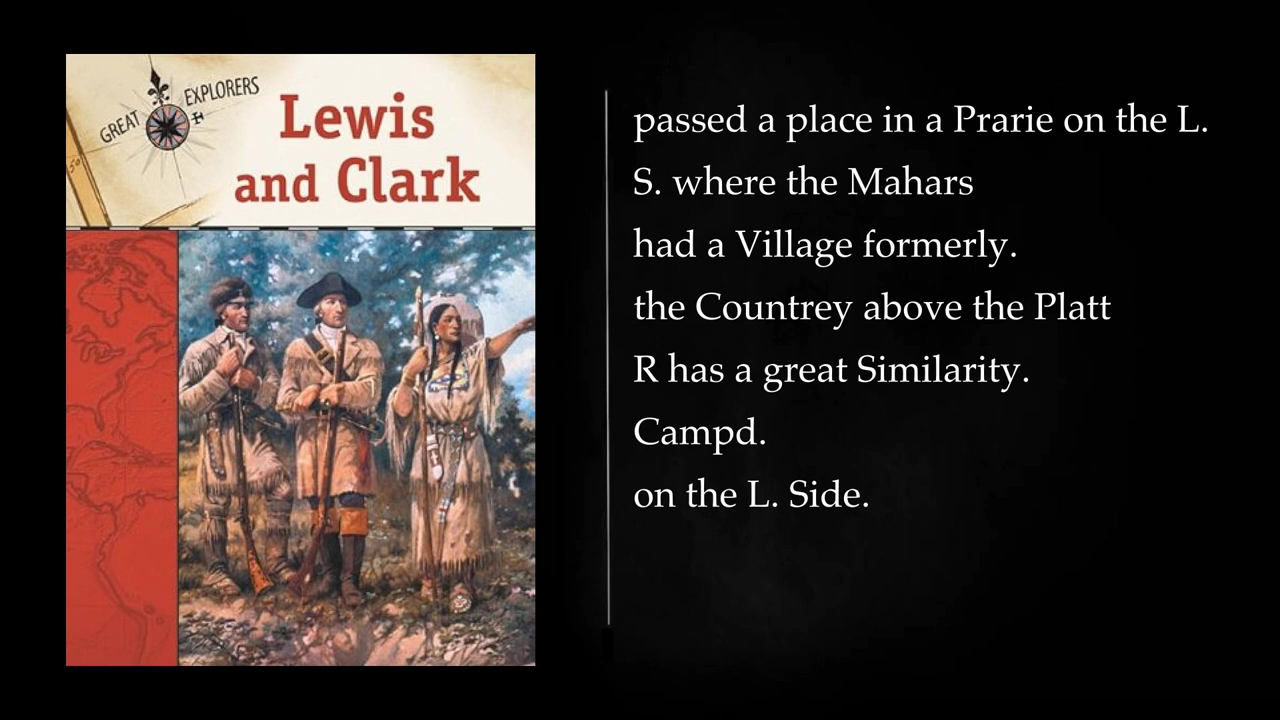 GREAT EXPLORERS
Lewis
and Clark
50
passed a place in a Prarie on the L.
S. where the Mahars
had a Village formerly.
the Countrey above the Platt
R has a great Similarity.
Campd.
on the L. Side.